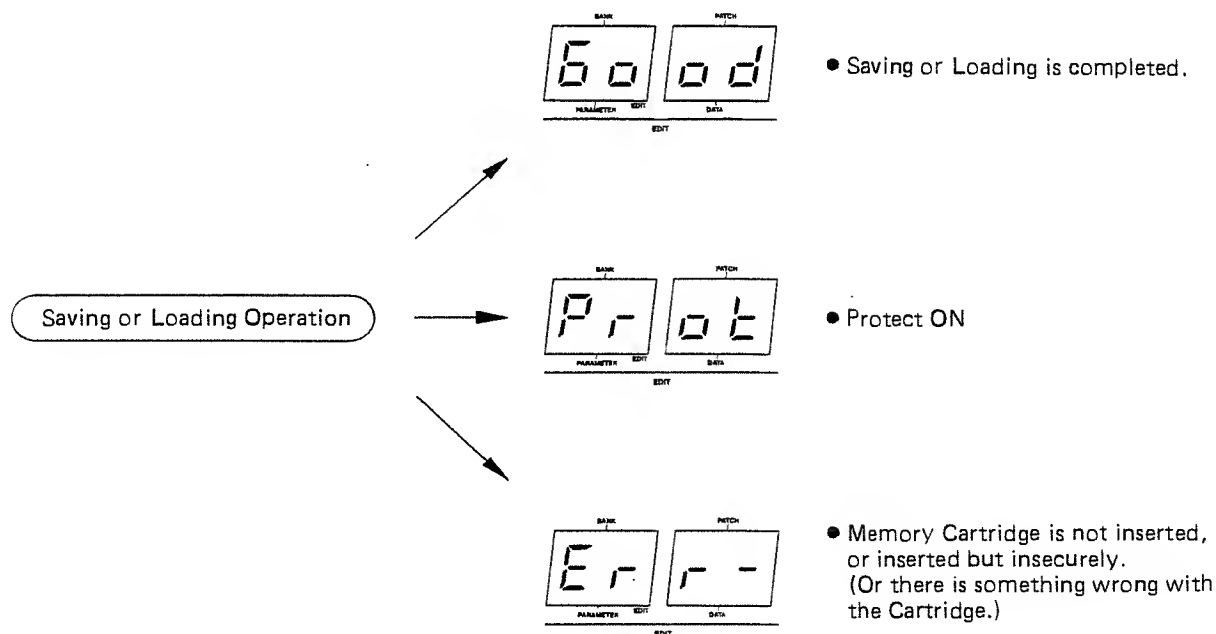 BANK PATCH
Go od
PARAMETER EDIT DATA
EDIT
● Saving or Loading is completed.
Saving or Loading Operation
BANK PATCH
Pr ot
PARAMETER EDIT DATA
EDIT
● Protect ON
BANK PATCH
Er r-
PARAMETER EDIT DATA
EDIT
● Memory Cartridge is not inserted,
or inserted but insecurely.
(Or there is something wrong with
the Cartridge.)